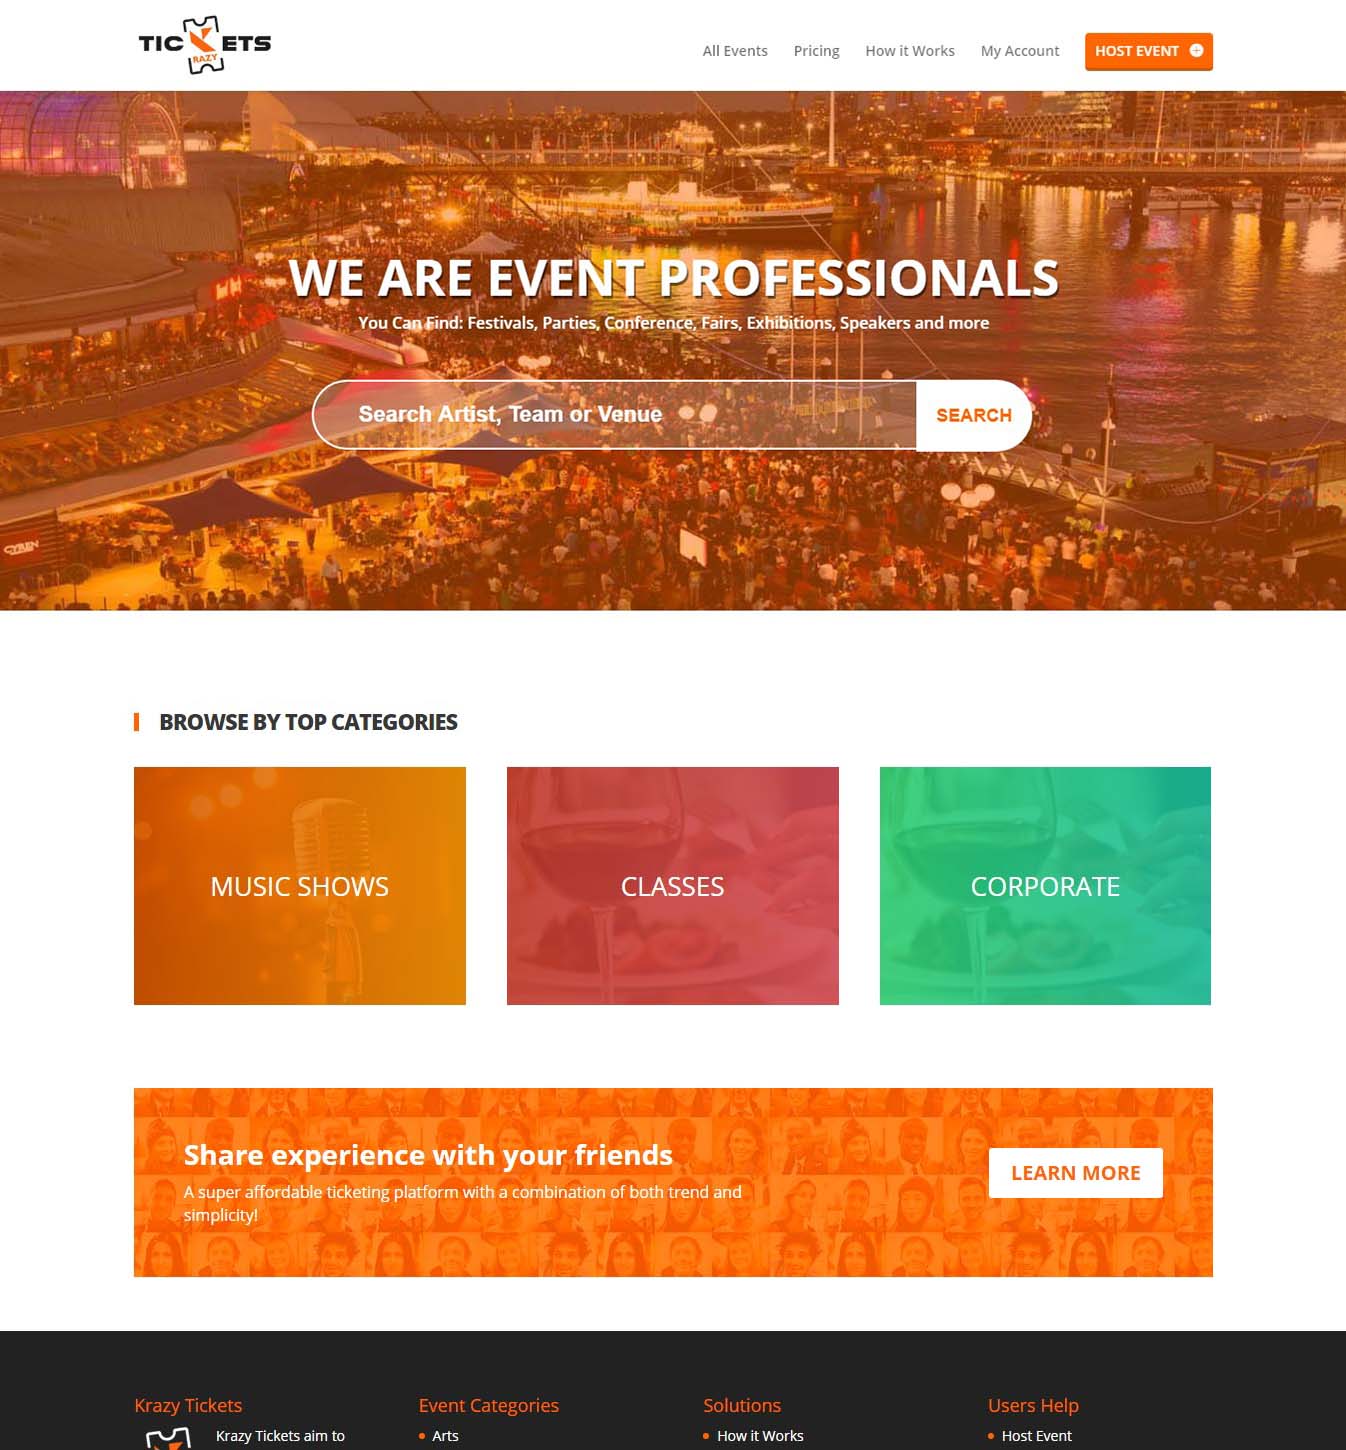 TICKETS
RAZY
All Events
Pricing
How it Works
My Account
HOST EVENT
WE ARE EVENT PROFESSIONALS
You Can Find: Festivals, Parties, Conference, Fairs, Exhibitions, Speakers and more
Search Artist, Team or Venue
SEARCH
BROWSE BY TOP CATEGORIES
MUSIC SHOWS
CLASSES
CORPORATE
Share experience with your friends
A super affordable ticketing platform with a combination of both trend and
simplicity!
LEARN MORE
Krazy Tickets
Krazy Tickets aim to
Event Categories
Arts
Solutions
How it Works
Users Help
Host Event